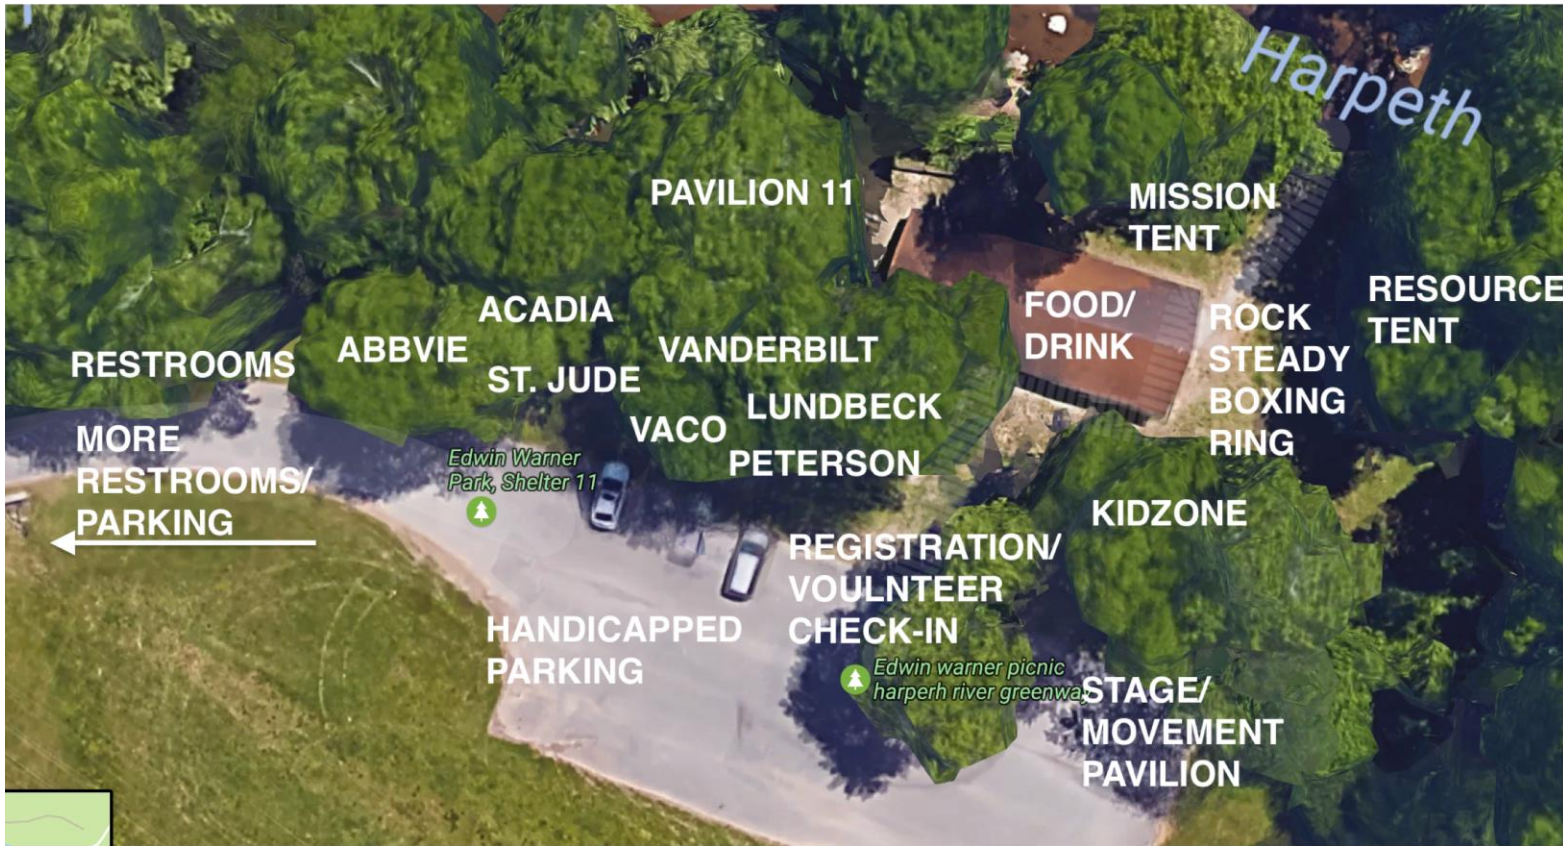 Harpeth
PAVILION 11
MISSION
TENT
RESOURCE
TENT
FOOD/
DRINK
ROCK
STEADY
BOXING
RING
ACADIA
ABBVIE
ST. JUDE
VANDERBILT
LUNDBECK
VACO
PETERSON
RESTROOMS
MORE
RESTROOMS/
PARKING
Edwin Warner
Park, Shelter 11
KIDZONE
REGISTRATION/
VOULNTEER
CHECK-IN
HANDICAPPED
PARKING
Edwin warner picnic
harperh river greenway
STAGE/
MOVEMENT
PAVILION